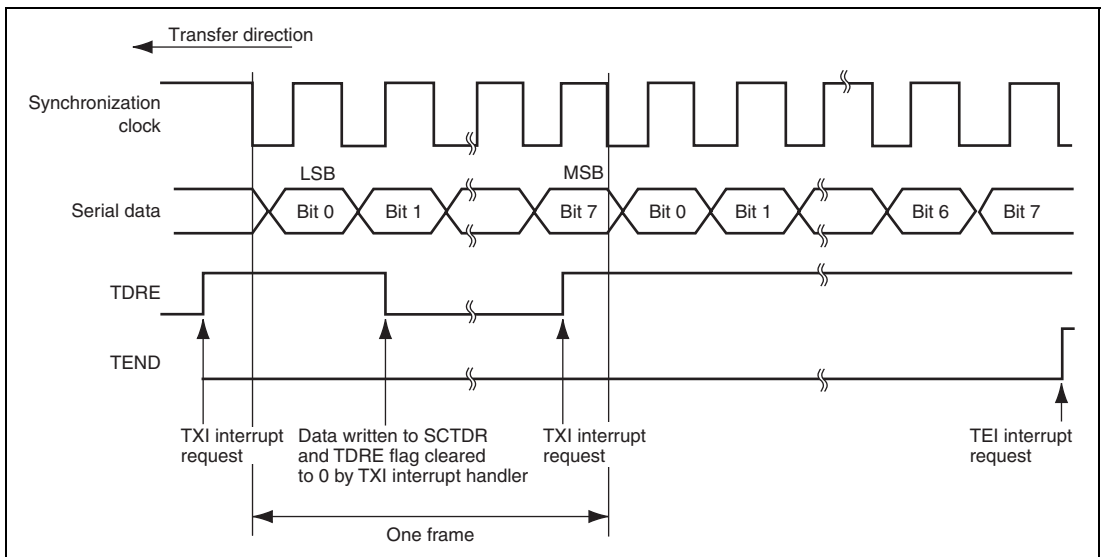 Transfer direction
Synchronization
clock
LSB
MSB
Serial data
Bit 0
Bit 1
Bit 7
Bit 0
Bit 1
Bit 6
Bit 7
TDRE
TEND
TXI interrupt
request
Data written to SCTDR
and TDRE flag cleared
to 0 by TXI interrupt handler
TXI interrupt
request
TEI interrupt
request
One frame